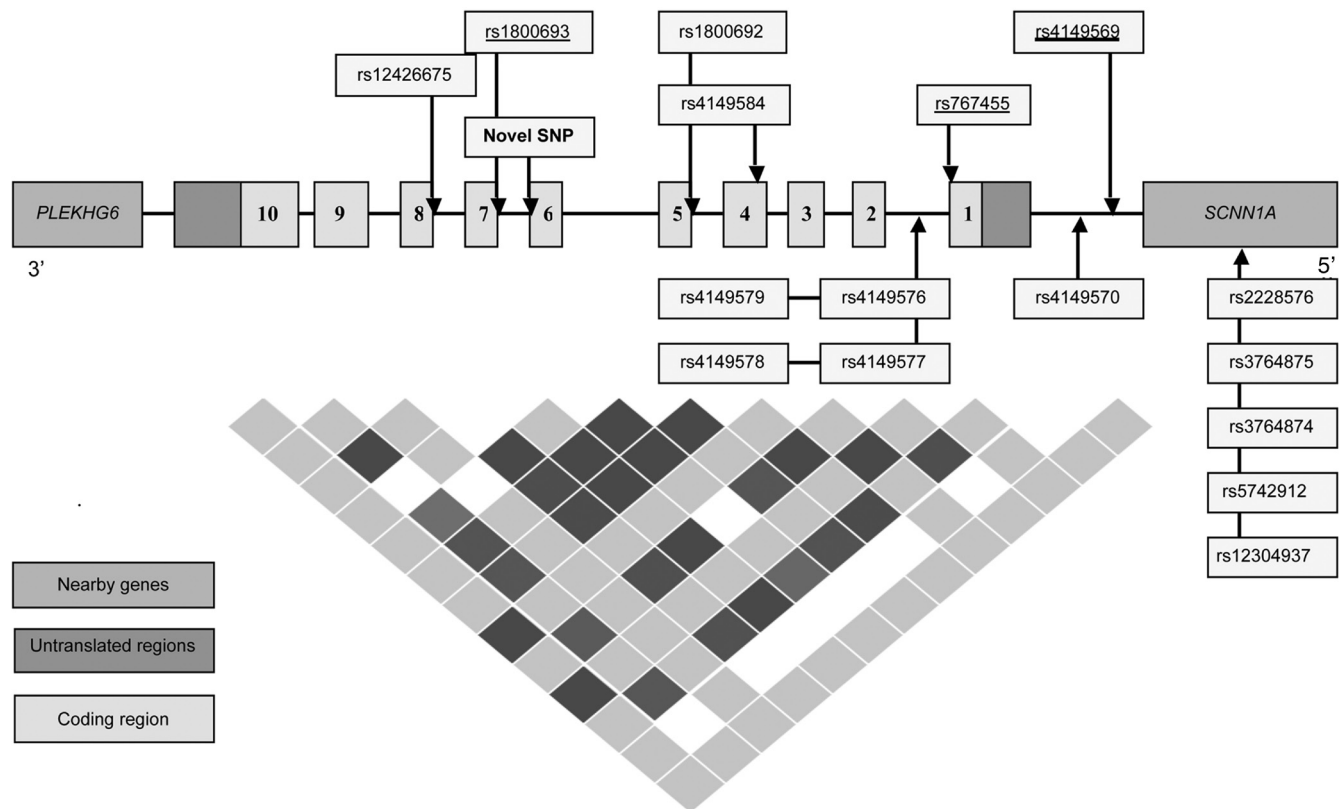 rs1800693
rs1800692
rs4149569
rs12426675
rs4149584
rs767455
Novel SNP
PLEKHG6
10
9
8
7
6
5
4
3
2
1
SCNN1A
3’
5’
rs4149579
rs4149576
rs4149570
rs2228576
rs4149578
rs4149577
rs3764875
rs3764874
rs5742912
rs12304937
Nearby genes
Untranslated regions
Coding region